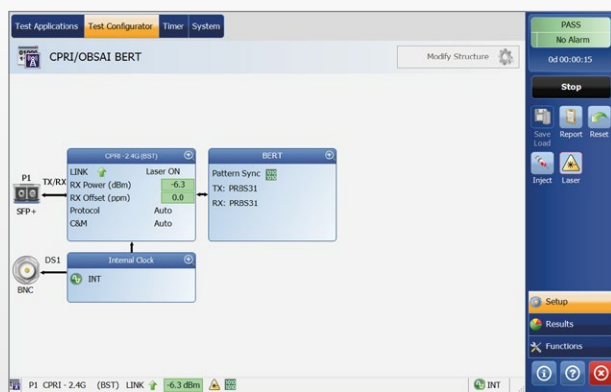 Test Applications Test Configurator Timer System
CPRI/OBSAI BERT
Modify Structure
PASS
No Alarm
0d 00:00:15
Stop
Save Load Report Reset
Inject Laser
CPRI - 2.4G (BST)
LINK Laser ON
RX Power (dBm) -6.3
RX Offset (ppm) 0.0
Protocol Auto
C&M Auto
BERT
Pattern Sync
TX: PRBS31
RX: PRBS31
P1 TX/RX
SFP+
Internal Clock
INT
DS1
BNC
Setup
Results
Functions
P1 CPRI - 2.4G (BST) LINK -6.3 dBm
INT